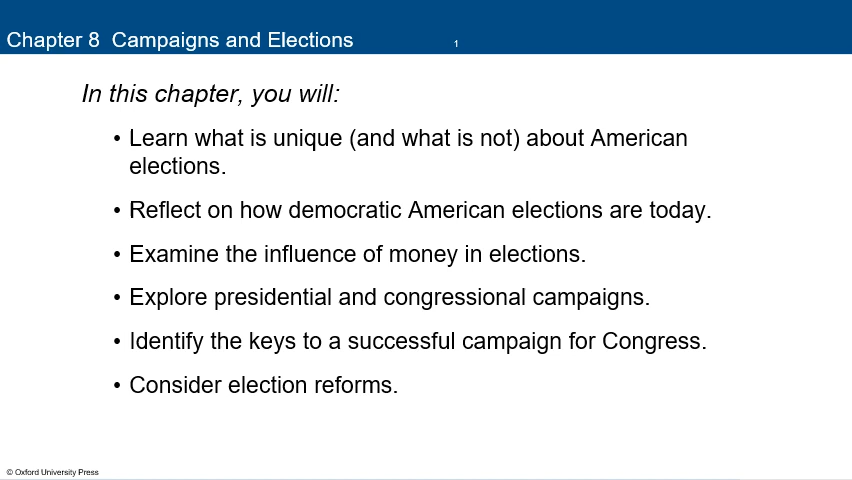 Chapter 8 Campaigns and Elections 1
In this chapter, you will:
• Learn what is unique (and what is not) about American
elections.
• Reflect on how democratic American elections are today.
• Examine the influence of money in elections.
• Explore presidential and congressional campaigns.
• Identify the keys to a successful campaign for Congress.
• Consider election reforms.
© Oxford University Press